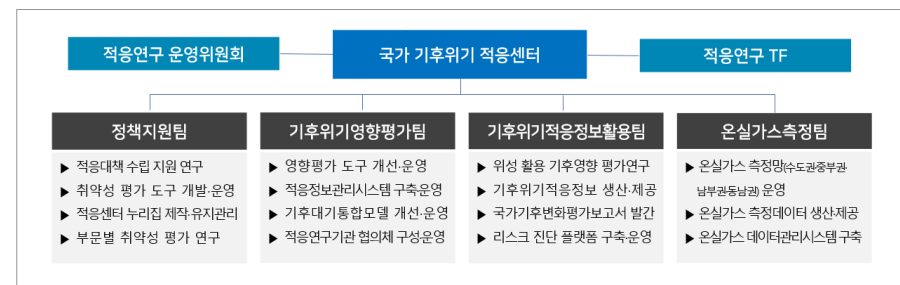 적응연구 운영위원회
국가 기후위기 적응센터
적응연구 TF
정책지원팀
▶ 적응대책 수립 지원 연구
▶ 취약성 평가 도구 개발·운영
▶ 적응센터 누리집 제작·유지관리
▶ 부문별 취약성 평가 연구
기후위기영향평가팀
▶ 영향평가 도구 개선·운영
▶ 적응정보관리시스템 구축·운영
▶ 기후대기통합모델 개선·운영
▶ 적응연구기관 협의체 구성·운영
기후위기적응정보활용팀
▶ 위성 활용 기후영향 평가연구
▶ 기후위기적응정보 생산·제공
▶ 국가기후변화평가보고서 발간
▶ 리스크 진단 플랫폼 구축·운영
온실가스측정팀
▶ 온실가스 측정망(수도권·중부권·
남부권·동남권) 운영
▶ 온실가스 측정데이터 생산·제공
▶ 온실가스 데이터관리시스템 구축